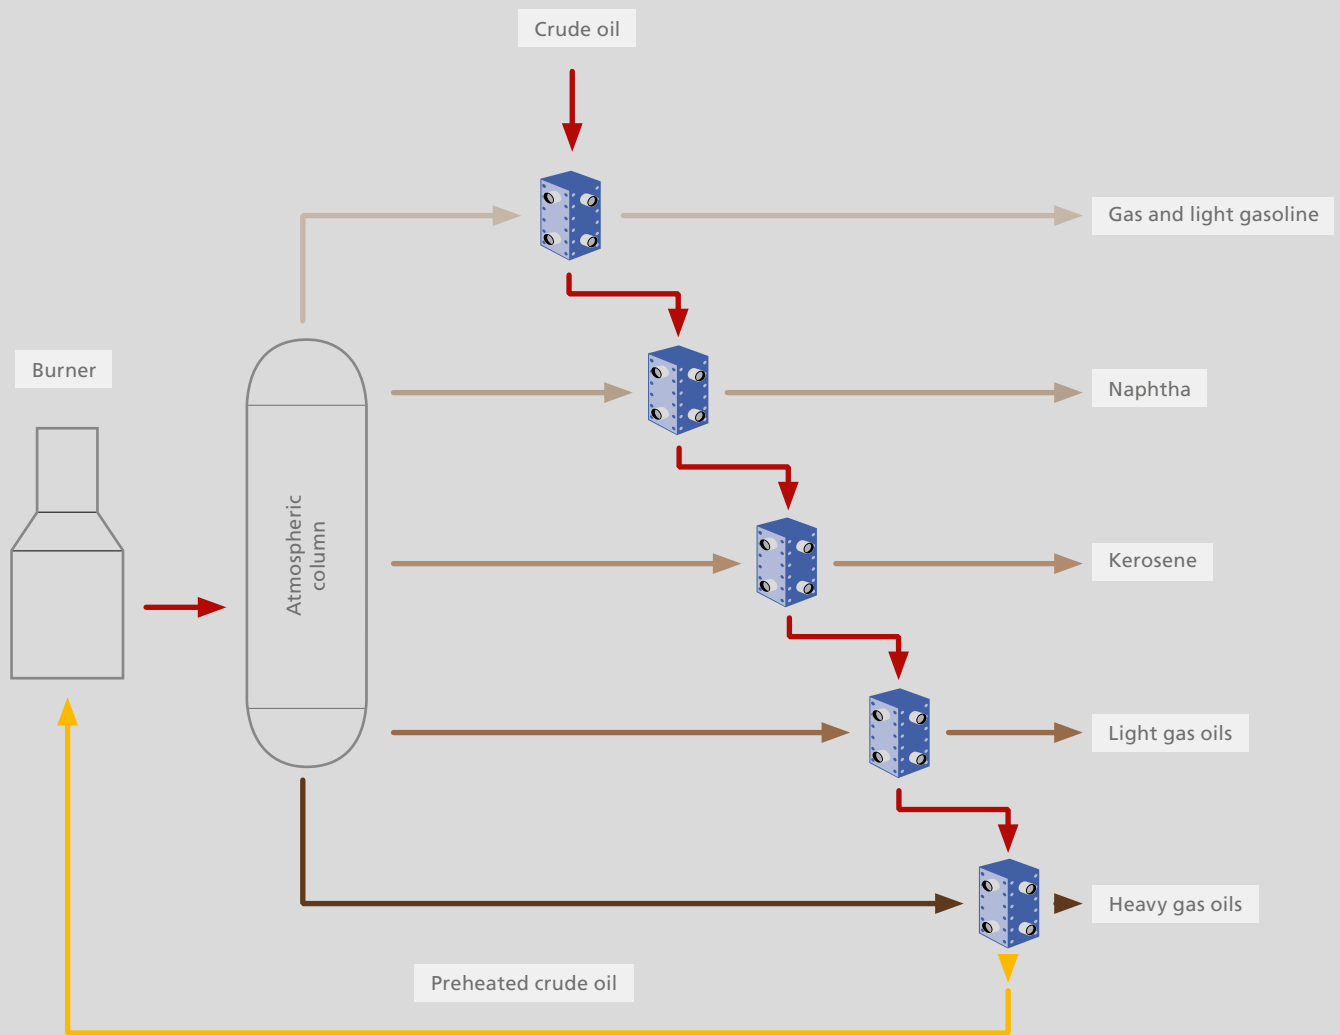 Crude oil
Gas and light gasoline
Burner
Naphtha
Atmospheric
column
Kerosene
Light gas oils
Heavy gas oils
Preheated crude oil